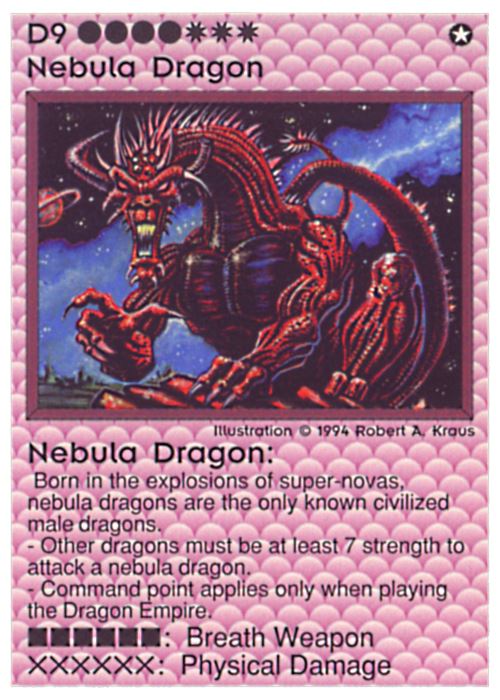 D9
Nebula Dragon
Illustration © 1994 Robert A. Kraus
Nebula Dragon:
Born in the explosions of super-novas,
nebula dragons are the only known civilized
male dragons.
- Other dragons must be at least 7 strength to
attack a nebula dragon.
- Command point applies only when playing
the Dragon Empire.
■■■■■■: Breath Weapon
XXXXXX: Physical Damage